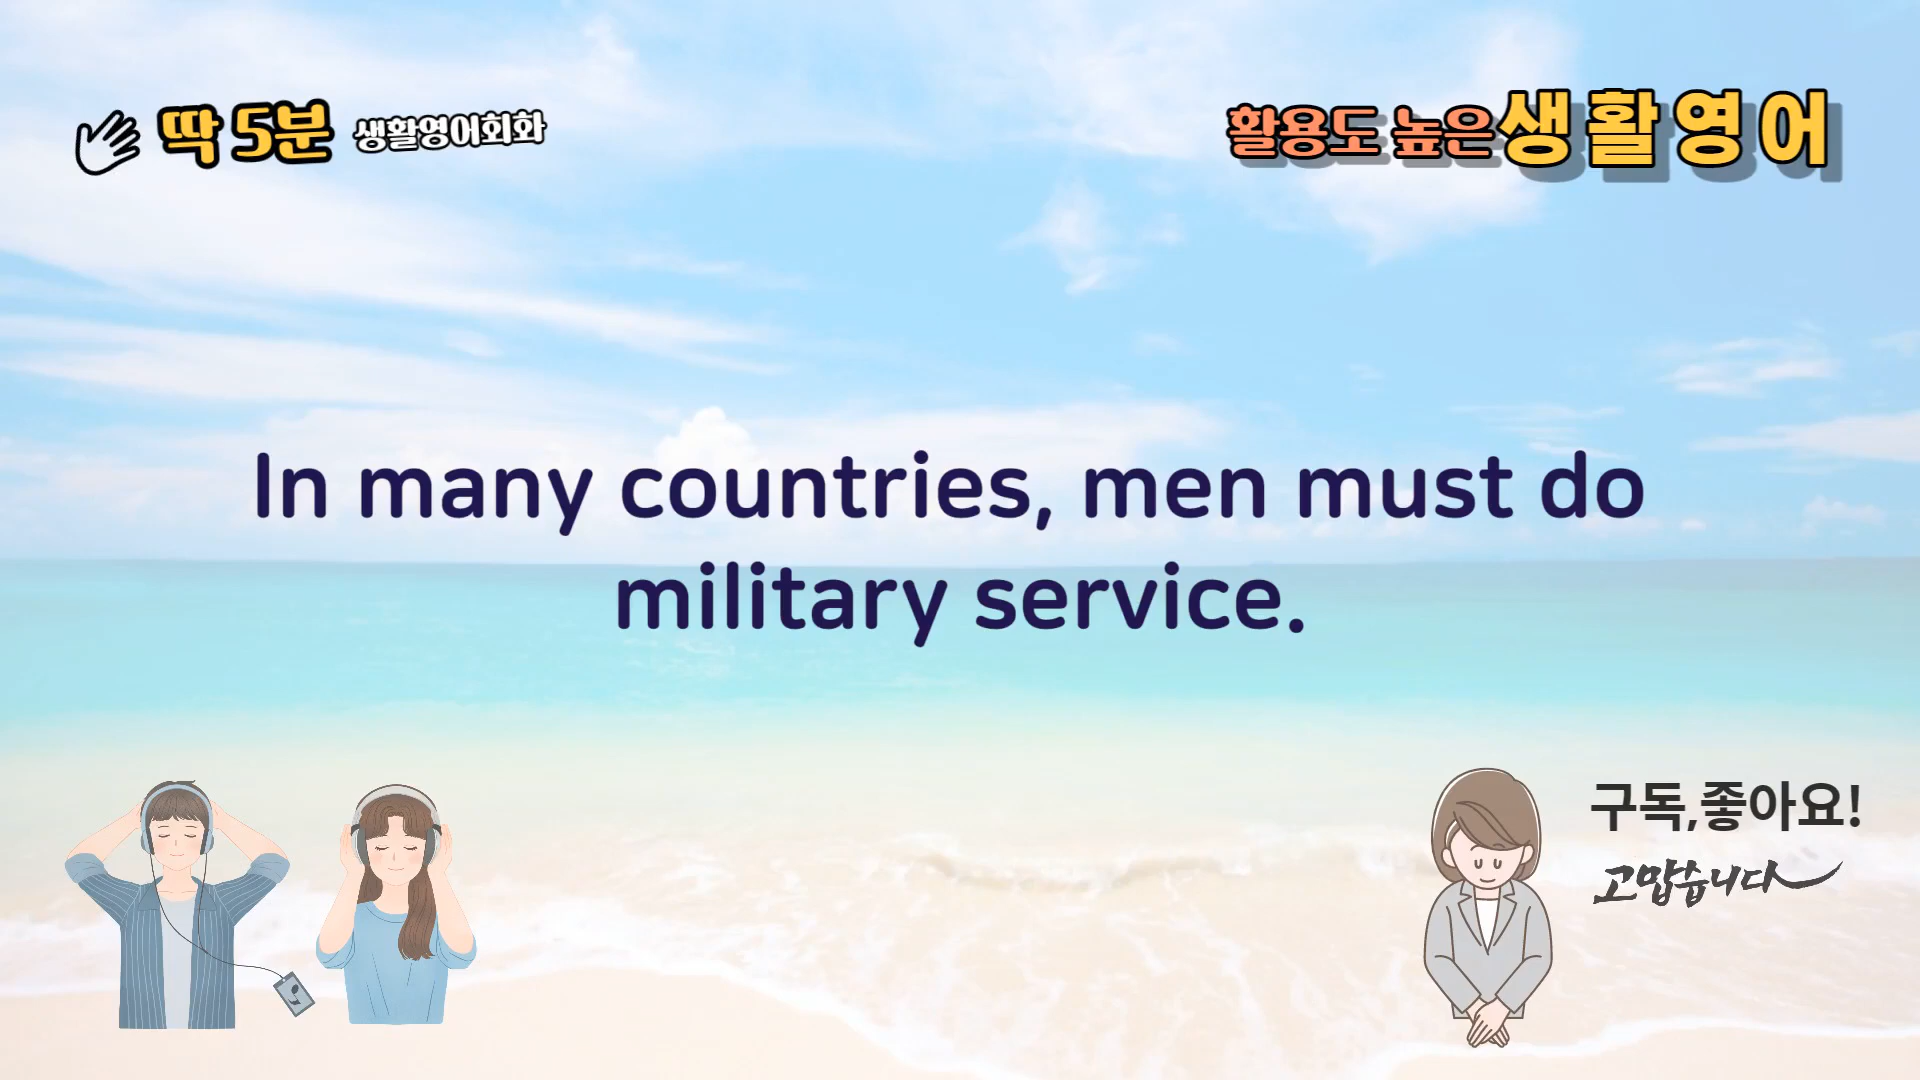 딱 5분 생활영어회화
활용도 높은 생활영어
In many countries, men must do
military service.
구독,좋아요!
고맙습니다